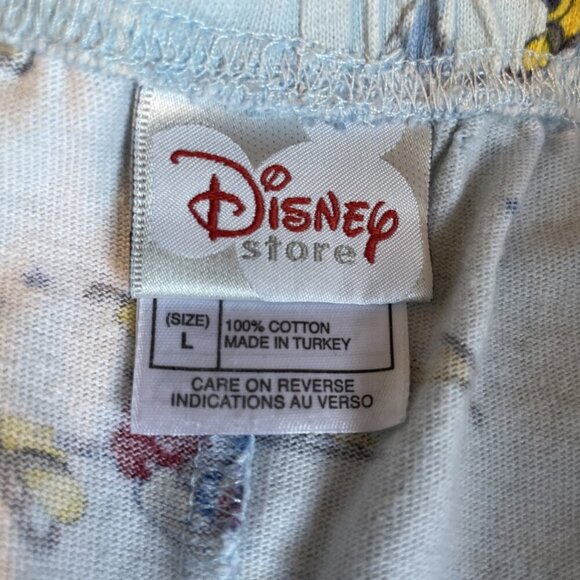 Disney
store
(SIZE)
L
100% COTTON
MADE IN TURKEY
CARE ON REVERSE
INDICATIONS AU VERSO